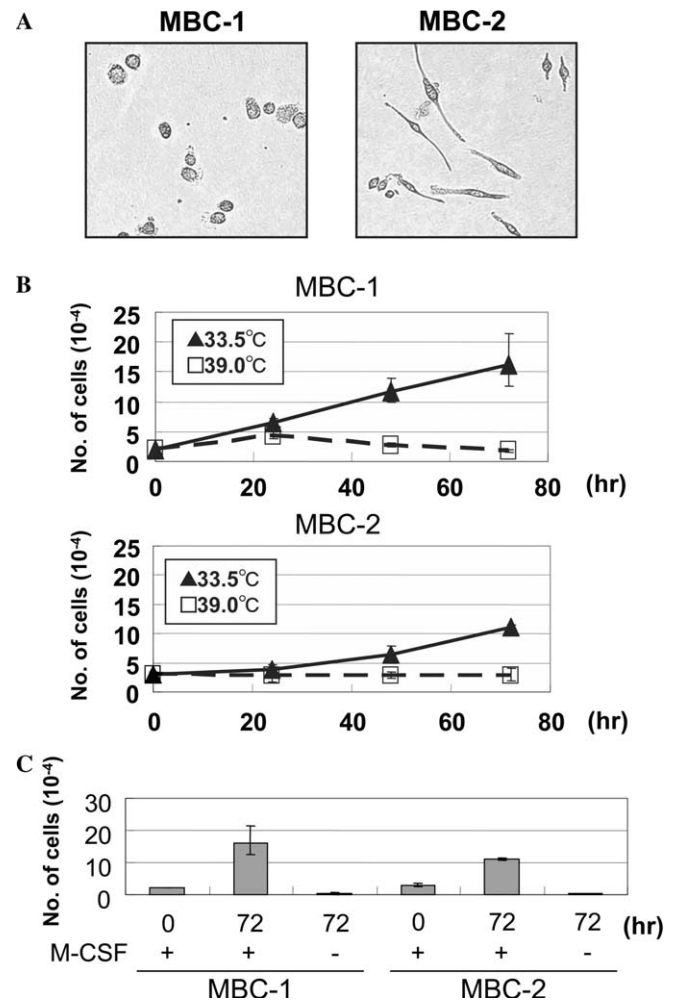 A
MBC-1 MBC-2
B
MBC-1
No. of cells (10⁻⁴)
25
20
15
10
5
0
▲33.5°C
□39.0°C
0 20 40 60 80 (hr)
MBC-2
No. of cells (10⁻⁴)
25
20
15
10
5
0
▲33.5°C
□39.0°C
0 20 40 60 80 (hr)
C
No. of cells (10⁻⁴)
30
20
10
0
0 72 72 0 72 72 (hr)
M-CSF + + - + + -
MBC-1 MBC-2